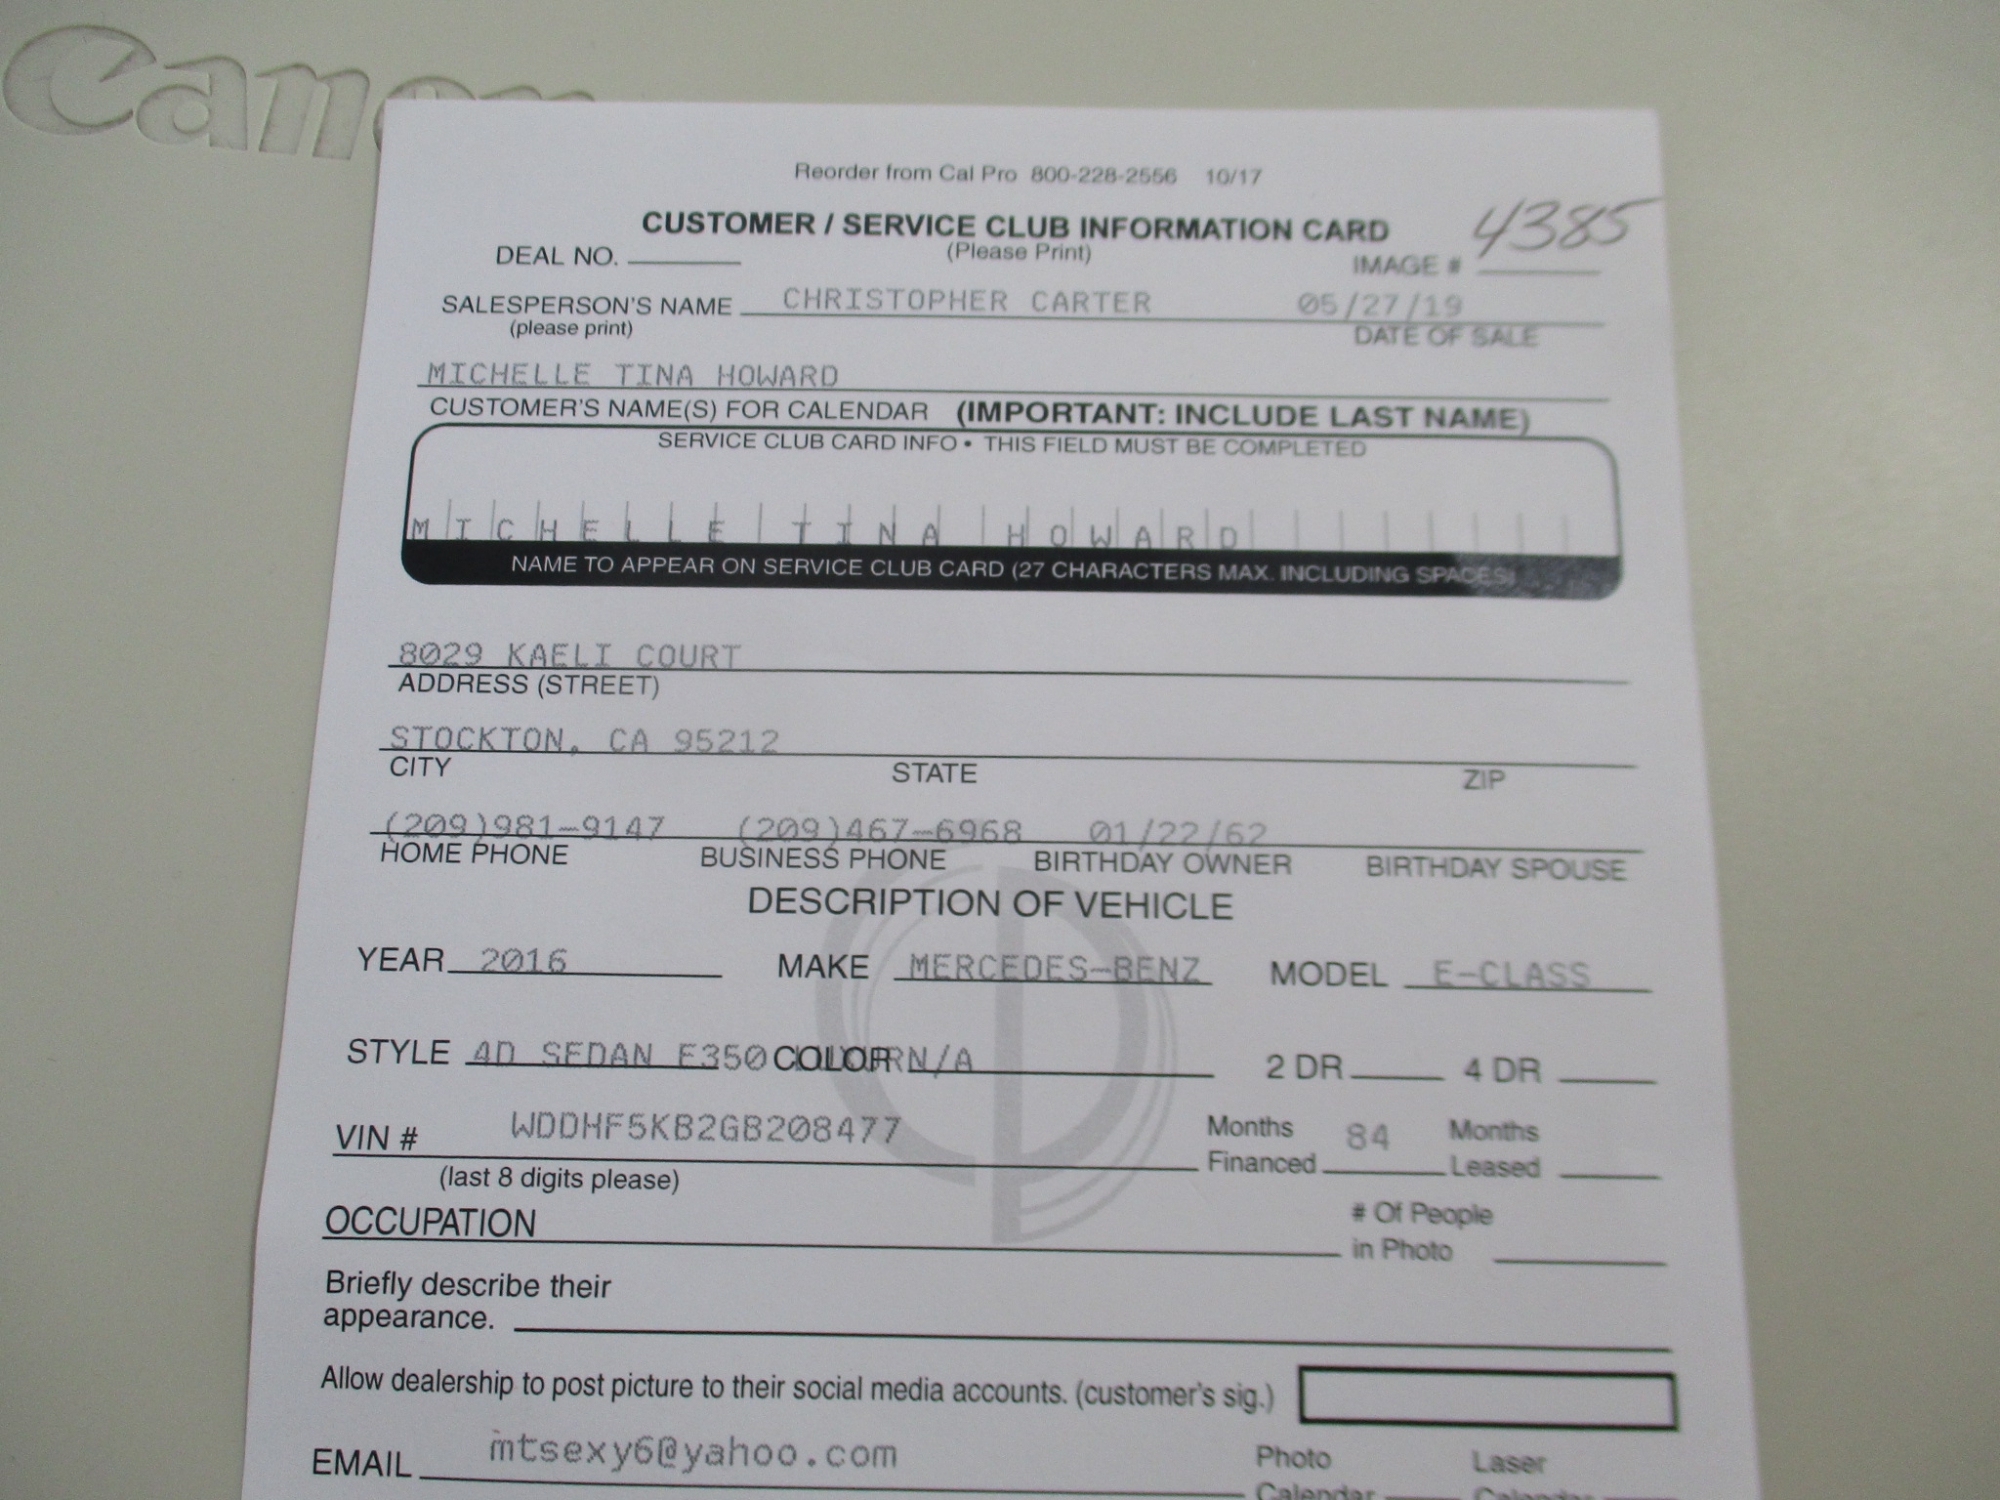 Canon
Reorder from Cal Pro 800-228-2556 10/17
CUSTOMER / SERVICE CLUB INFORMATION CARD 4385
DEAL NO. (Please Print) IMAGE #
SALESPERSON'S NAME CHRISTOPHER CARTER 05/27/19
(please print) DATE OF SALE
MICHELLE TINA HOWARD
CUSTOMER'S NAME(S) FOR CALENDAR (IMPORTANT: INCLUDE LAST NAME)
SERVICE CLUB CARD INFO • THIS FIELD MUST BE COMPLETED
MICHELLE TINA HOWARD
NAME TO APPEAR ON SERVICE CLUB CARD (27 CHARACTERS MAX. INCLUDING SPACES)
8029 KAELI COURT
ADDRESS (STREET)
STOCKTON, CA 95212
CITY STATE ZIP
(209)981-9147 (209)467-6968 01/22/62
HOME PHONE BUSINESS PHONE BIRTHDAY OWNER BIRTHDAY SPOUSE
DESCRIPTION OF VEHICLE
YEAR 2016 MAKE MERCEDES-BENZ MODEL E-CLASS
STYLE 4D SEDAN E350 COLOR N/A 2 DR 4 DR
VIN # WDDHF5KB2GB208477 Months Financed 84 Months Leased
(last 8 digits please)
OCCUPATION # Of People in Photo
Briefly describe their
appearance.
Allow dealership to post picture to their social media accounts. (customer's sig.)
EMAIL mtsexy6@yahoo.com Photo Laser
Calendar Calendar